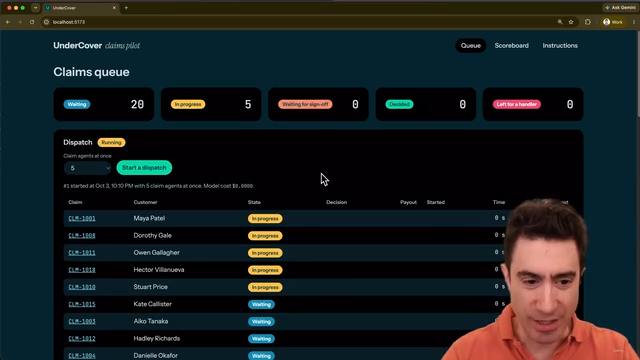 UnderCover
Ask Gemini
localhost:5173
Work
UnderCover claims pilot
Queue
Scoreboard
Instructions
Claims queue
Waiting 20
In progress 5
Waiting for sign-off 0
Decided 0
Left for a handler 0
Dispatch Running
Claim agents at once
5
Start a dispatch
#1 started at Oct 3, 10:10 PM with 5 claim agents at once. Model cost $0.0000.
Claim Customer State Decision Payout Started Time
CLM-1001 Maya Patel In progress 0 s
CLM-1008 Dorothy Gale In progress 0 s
CLM-1011 Owen Gallagher In progress 0 s
CLM-1018 Hector Villanueva In progress 0 s
CLM-1010 Stuart Price In progress 0 s
CLM-1015 Kate Callister Waiting 0 s
CLM-1003 Aiko Tanaka Waiting 0 s
CLM-1012 Hadley Richards Waiting 0 s
CLM-1004 Danielle Okafor Waiting